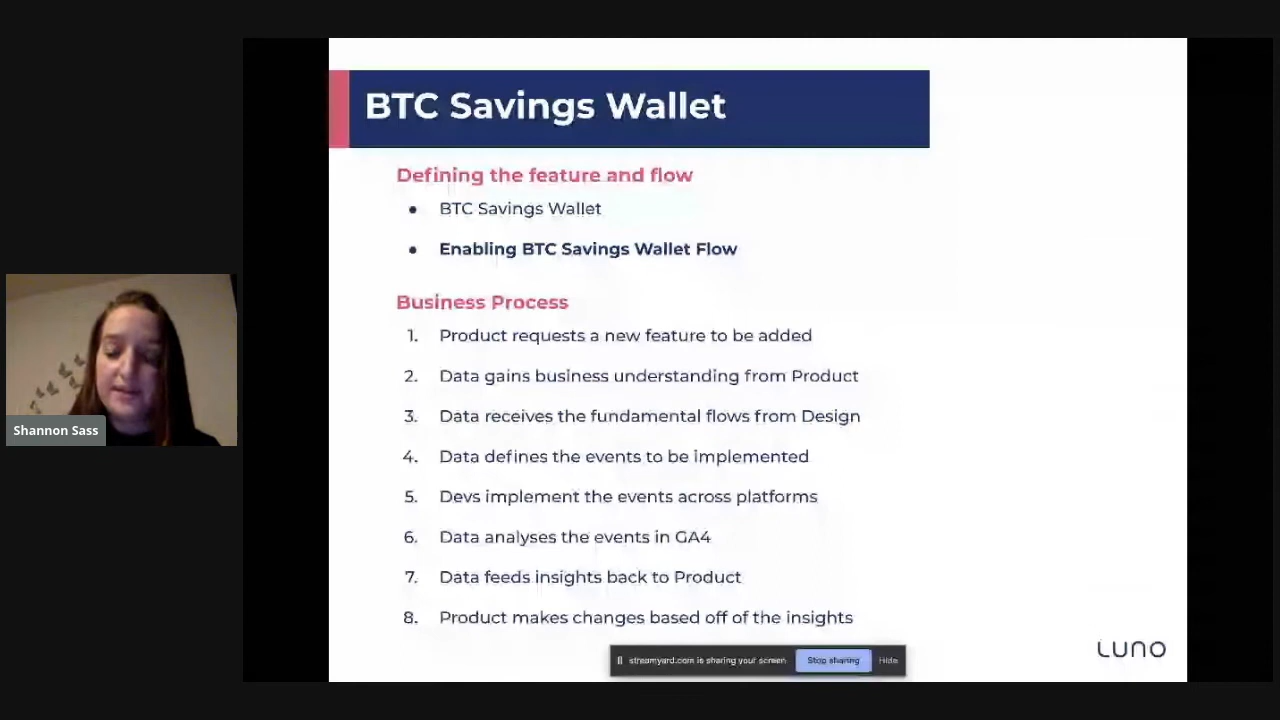 BTC Savings Wallet
Defining the feature and flow
● BTC Savings Wallet
● Enabling BTC Savings Wallet Flow
Business Process
1. Product requests a new feature to be added
2. Data gains business understanding from Product
3. Data receives the fundamental flows from Design
4. Data defines the events to be implemented
5. Devs implement the events across platforms
6. Data analyses the events in GA4
7. Data feeds insights back to Product
8. Product makes changes based off of the insights
LUNO
streamyard.com is sharing your screen Stop sharing Hide
Shannon Sass